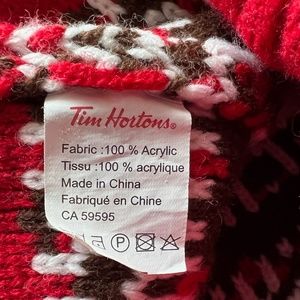 Tim Hortons®
Fabric :100 % Acrylic
Tissu :100 % acrylique
Made in China
Fabriqué en Chine
CA 59595